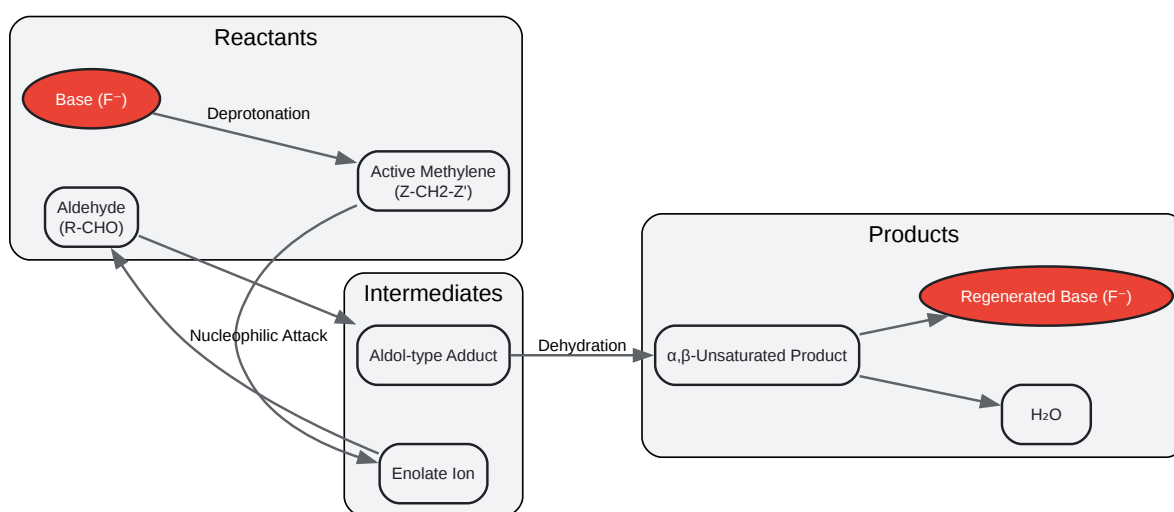 Reactants
Base (F⁻)
Deprotonation
Active Methylene
(Z-CH2-Z')
Aldehyde
(R-CHO)
Nucleophilic Attack
Intermediates
Aldol-type Adduct
Enolate Ion
Dehydration
Products
Regenerated Base (F⁻)
α,β-Unsaturated Product
H₂O